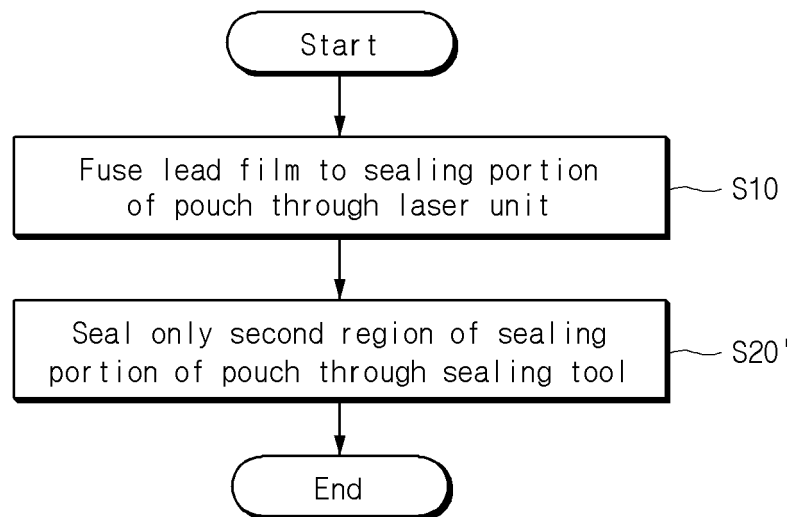 Start
Fuse lead film to sealing portion
of pouch through laser unit
S10
Seal only second region of sealing
portion of pouch through sealing tool
S20'
End